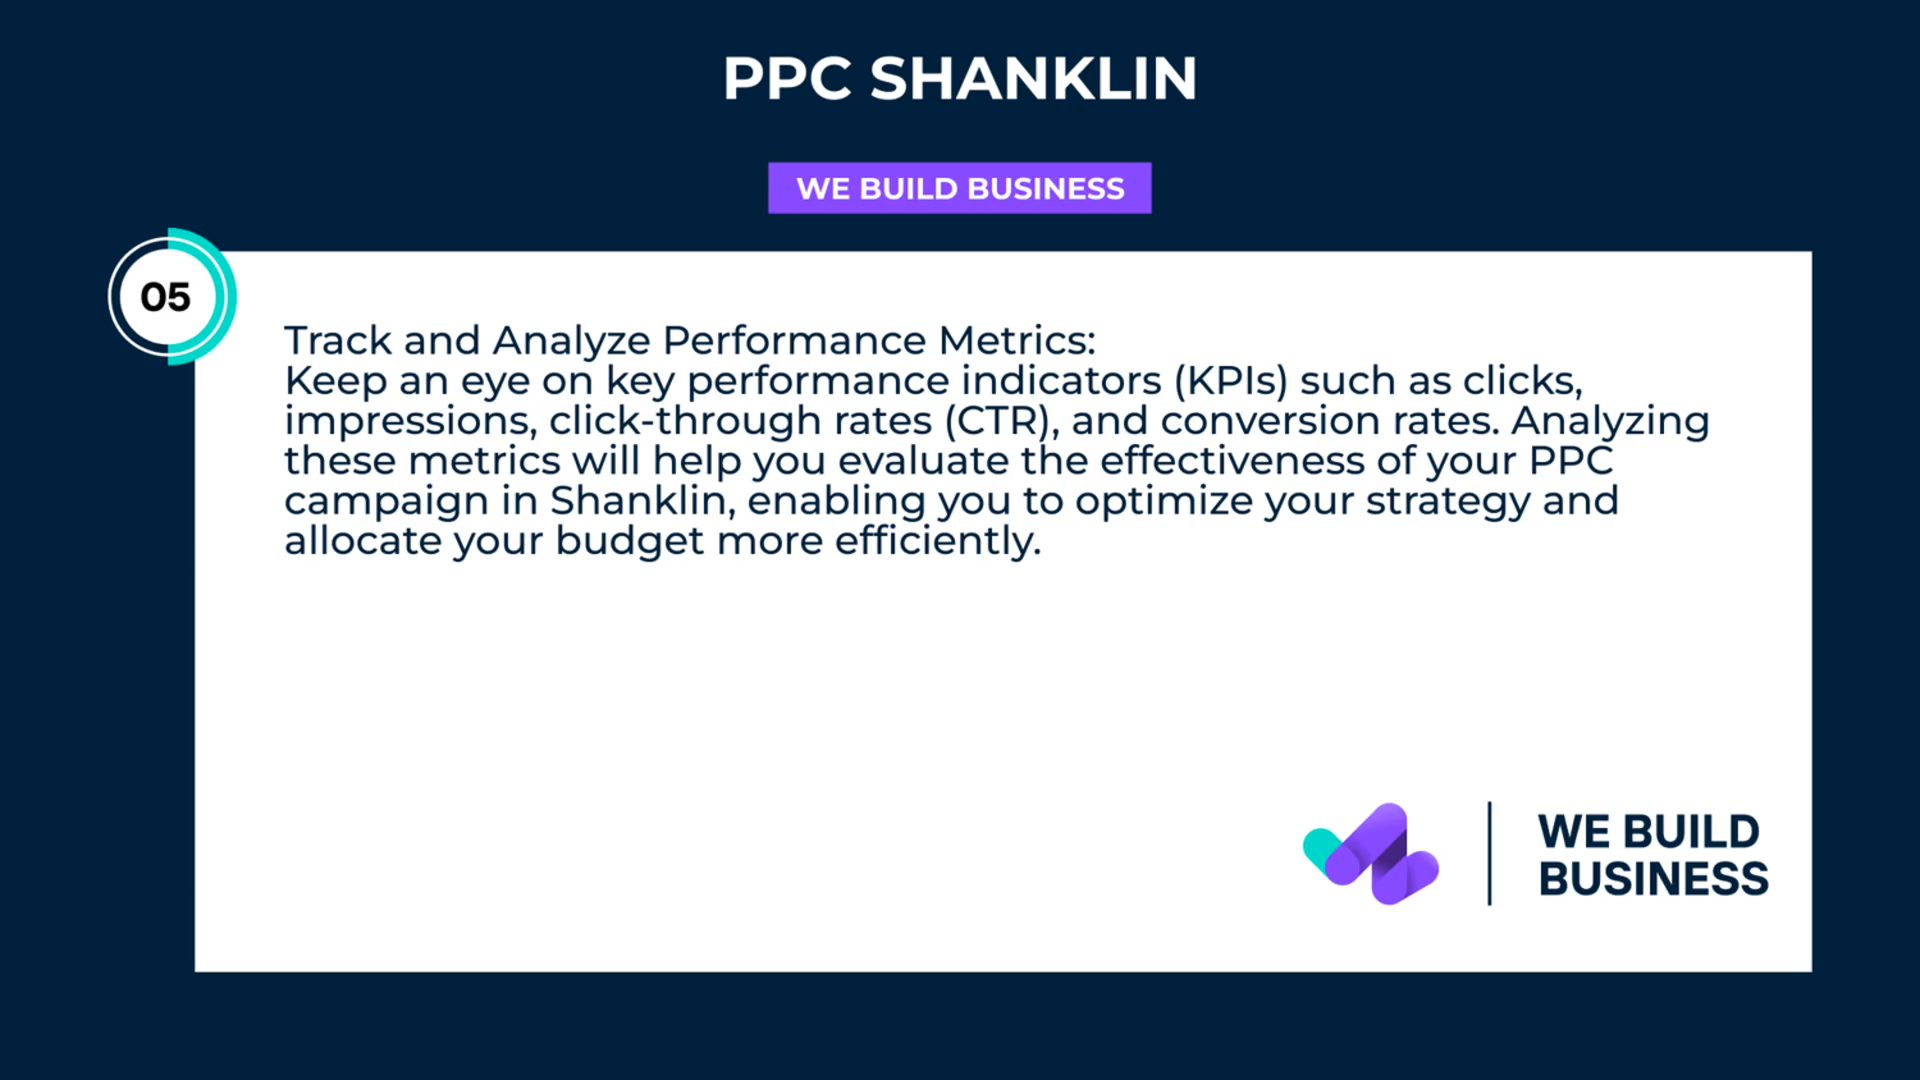 PPC SHANKLIN
WE BUILD BUSINESS
05
Track and Analyze Performance Metrics:
Keep an eye on key performance indicators (KPIs) such as clicks,
impressions, click-through rates (CTR), and conversion rates. Analyzing
these metrics will help you evaluate the effectiveness of your PPC
campaign in Shanklin, enabling you to optimize your strategy and
allocate your budget more efficiently.
WE BUILD
BUSINESS